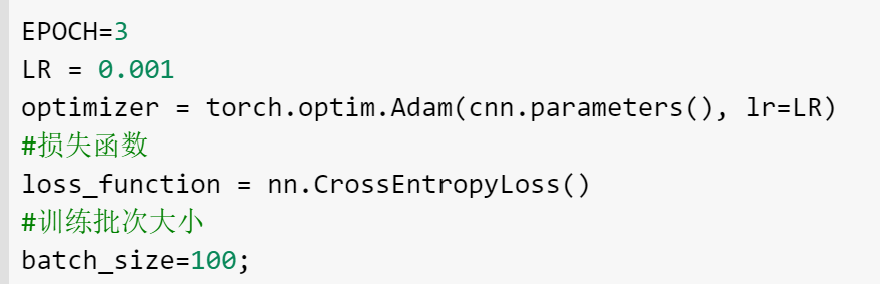 EPOCH=3
LR = 0.001
optimizer = torch.optim.Adam(cnn.parameters(), lr=LR)
#损失函数
loss_function = nn.CrossEntropyLoss()
#训练批次大小
batch_size=100;